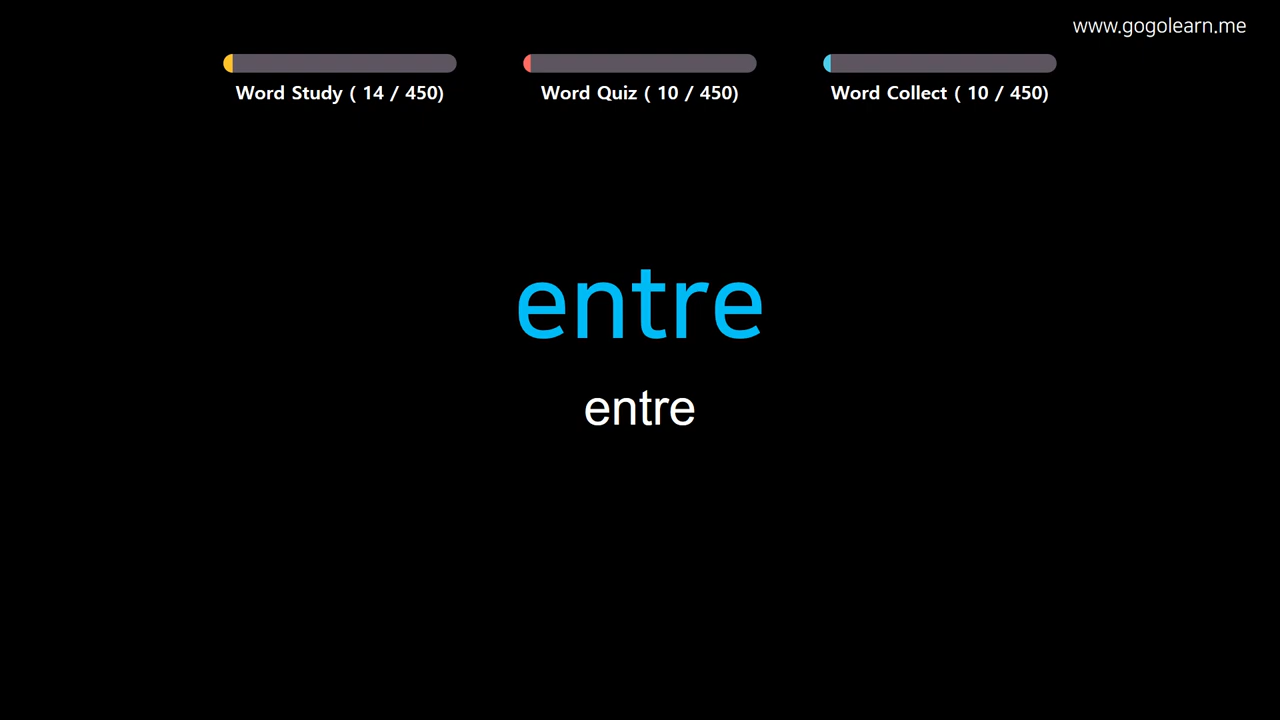 www.gogolearn.me
Word Study ( 14 / 450)
Word Quiz ( 10 / 450)
Word Collect ( 10 / 450)
entre
entre